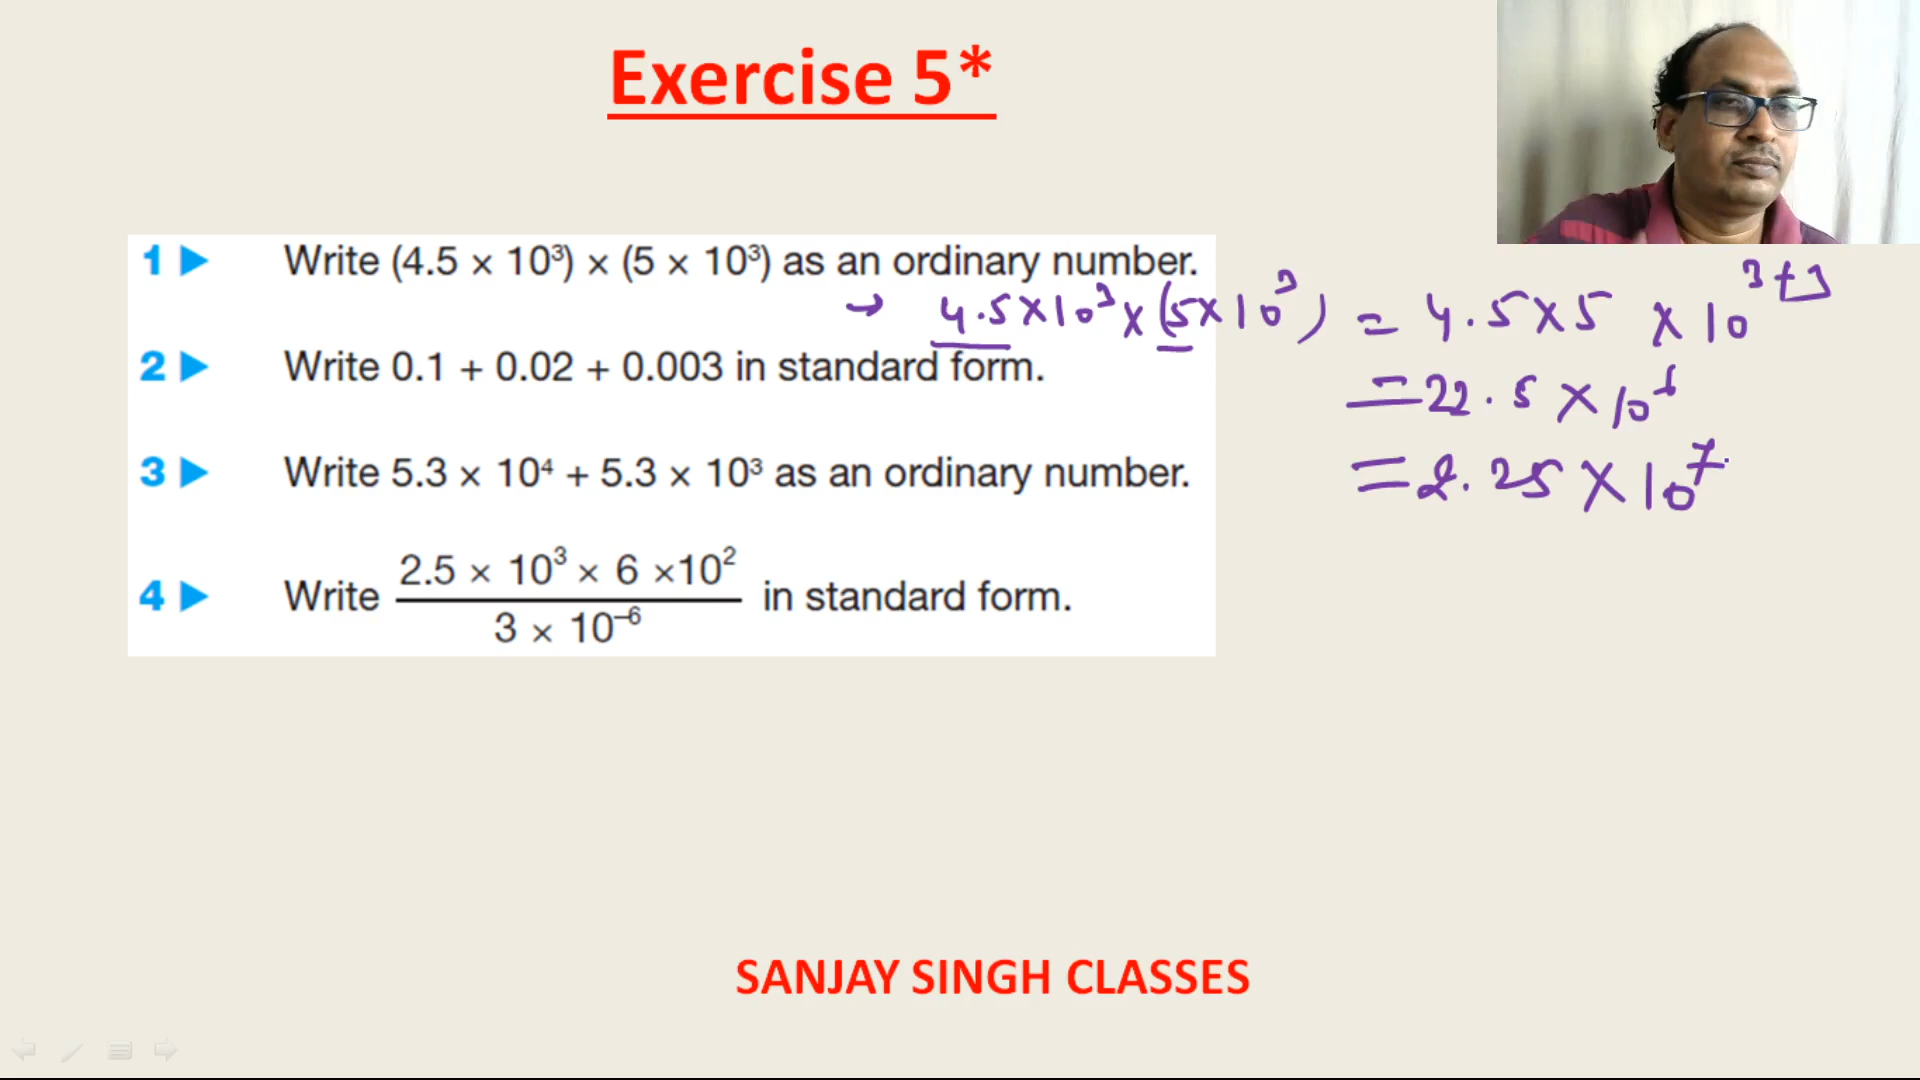 Exercise 5*
1 ▶ Write (4.5 × 10³) × (5 × 10³) as an ordinary number.
→ 4.5×10³×(5×10³) = 4.5×5 ×10³⁺³
2 ▶ Write 0.1 + 0.02 + 0.003 in standard form.
=22.5×10⁶
3 ▶ Write 5.3 × 10⁴ + 5.3 × 10³ as an ordinary number.
=2.25×10⁷
4 ▶ Write (2.5 × 10³ × 6 ×10²)/(3 × 10⁻⁶) in standard form.
SANJAY SINGH CLASSES